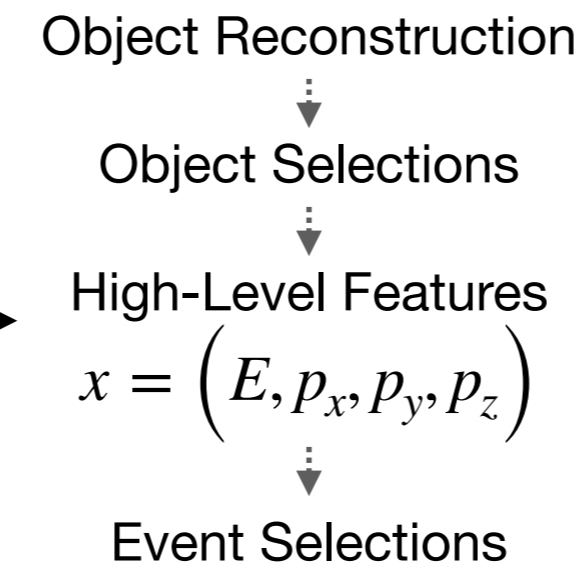 Object Reconstruction
Object Selections
High-Level Features
x = (E, p_x, p_y, p_z)
Event Selections